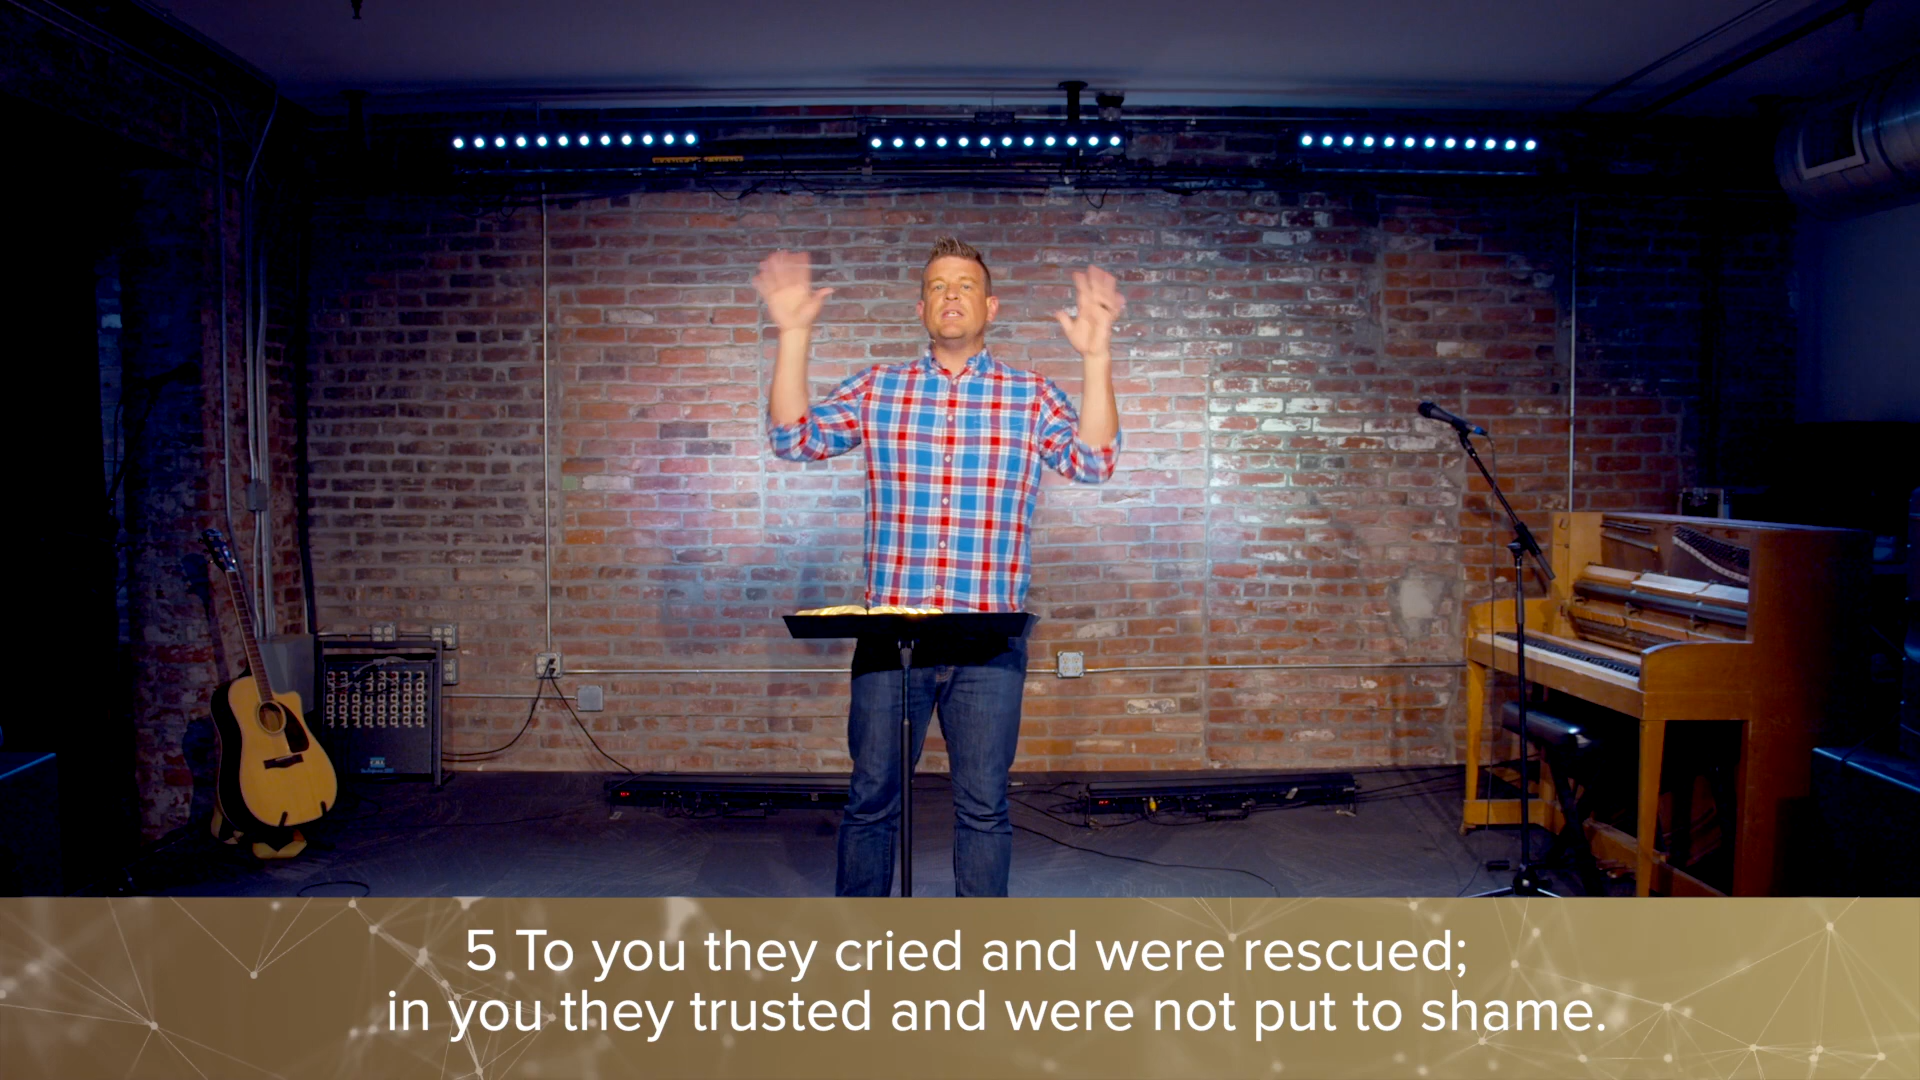 5 To you they cried and were rescued;
in you they trusted and were not put to shame.